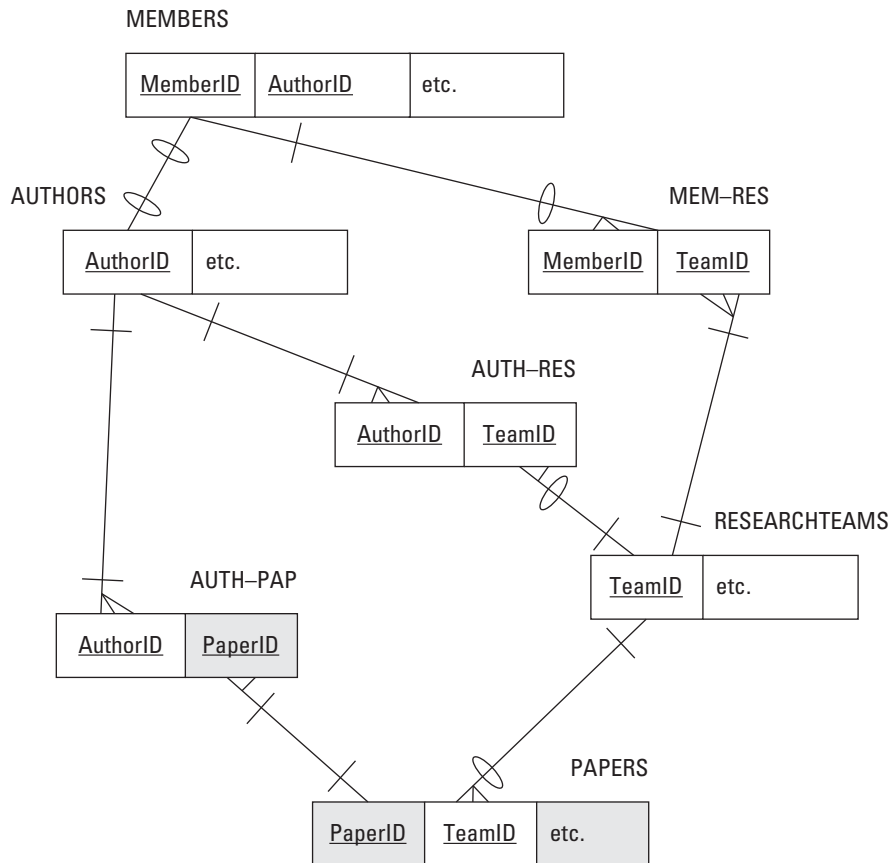 MEMBERS
MemberID AuthorID etc.
AUTHORS
MEM–RES
AuthorID etc.
MemberID TeamID
AUTH–RES
AuthorID TeamID
RESEARCHTEAMS
TeamID etc.
AUTH–PAP
AuthorID PaperID
PAPERS
PaperID TeamID etc.